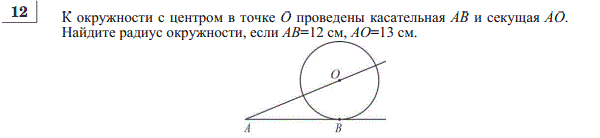 12
К окружности с центром в точке O проведены касательная AB и секущая AO.
Найдите радиус окружности, если AB=12 см, AO=13 см.
O
A
B